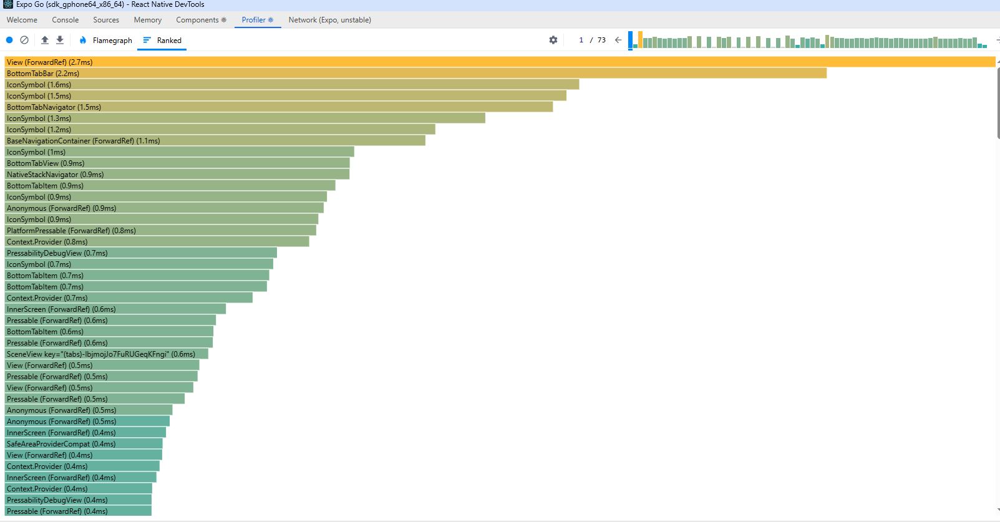 Expo Go (sdk_gphone64_x86_64) - React Native DevTools
Welcome Console Sources Memory Components Profiler Network (Expo, unstable)
Flamegraph Ranked 1 / 73
View (ForwardRef) (2.7ms)
BottomTabBar (2.2ms)
IconSymbol (1.6ms)
IconSymbol (1.5ms)
BottomTabNavigator (1.5ms)
IconSymbol (1.3ms)
IconSymbol (1.2ms)
BaseNavigationContainer (ForwardRef) (1.1ms)
IconSymbol (1ms)
BottomTabView (0.9ms)
NativeStackNavigator (0.9ms)
BottomTabItem (0.9ms)
IconSymbol (0.9ms)
Anonymous (ForwardRef) (0.9ms)
IconSymbol (0.9ms)
PlatformPressable (ForwardRef) (0.8ms)
Context.Provider (0.8ms)
PressabilityDebugView (0.7ms)
IconSymbol (0.7ms)
BottomTabItem (0.7ms)
BottomTabItem (0.7ms)
Context.Provider (0.7ms)
InnerScreen (ForwardRef) (0.6ms)
Pressable (ForwardRef) (0.6ms)
BottomTabItem (0.6ms)
Pressable (ForwardRef) (0.6ms)
SceneView key="(tabs)-IbjmojJo7FuRUGeqKFngi" (0.6ms)
View (ForwardRef) (0.5ms)
Pressable (ForwardRef) (0.5ms)
View (ForwardRef) (0.5ms)
Pressable (ForwardRef) (0.5ms)
Anonymous (ForwardRef) (0.5ms)
Anonymous (ForwardRef) (0.5ms)
InnerScreen (ForwardRef) (0.4ms)
SafeAreaProviderCompat (0.4ms)
View (ForwardRef) (0.4ms)
Context.Provider (0.4ms)
InnerScreen (ForwardRef) (0.4ms)
Context.Provider (0.4ms)
PressabilityDebugView (0.4ms)
Pressable (ForwardRef) (0.4ms)